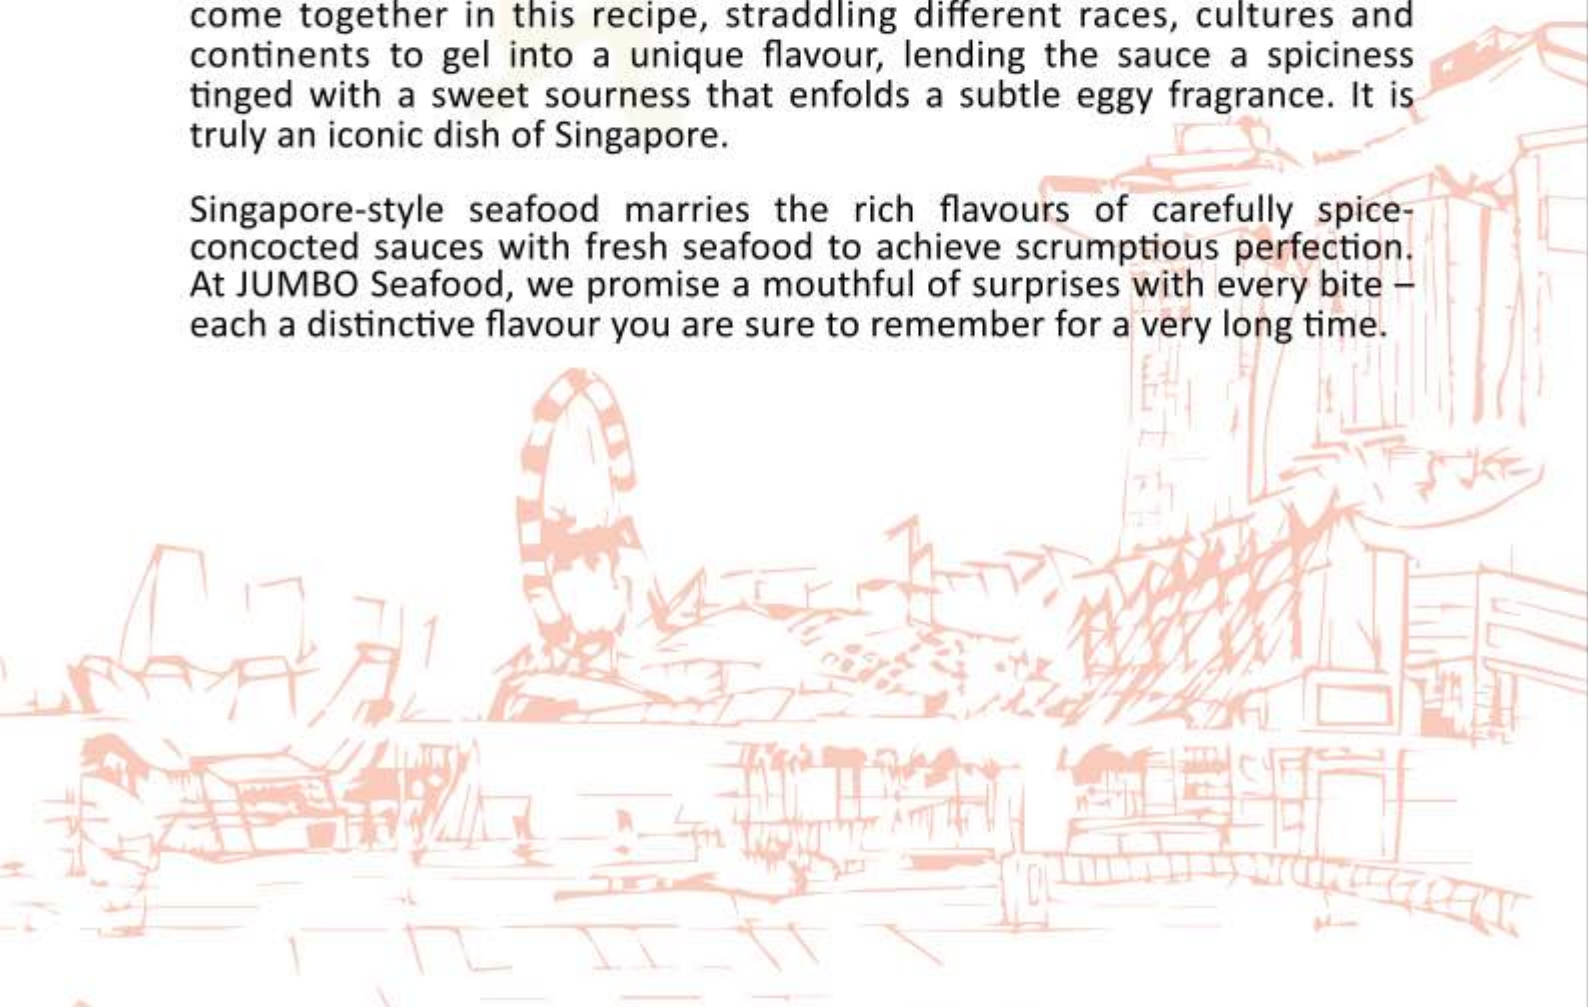 come together in this recipe, straddling different races, cultures and
continents to gel into a unique flavour, lending the sauce a spiciness
tinged with a sweet sourness that enfolds a subtle eggy fragrance. It is
truly an iconic dish of Singapore.
Singapore-style seafood marries the rich flavours of carefully spice-
concocted sauces with fresh seafood to achieve scrumptious perfection.
At JUMBO Seafood, we promise a mouthful of surprises with every bite –
each a distinctive flavour you are sure to remember for a very long time.